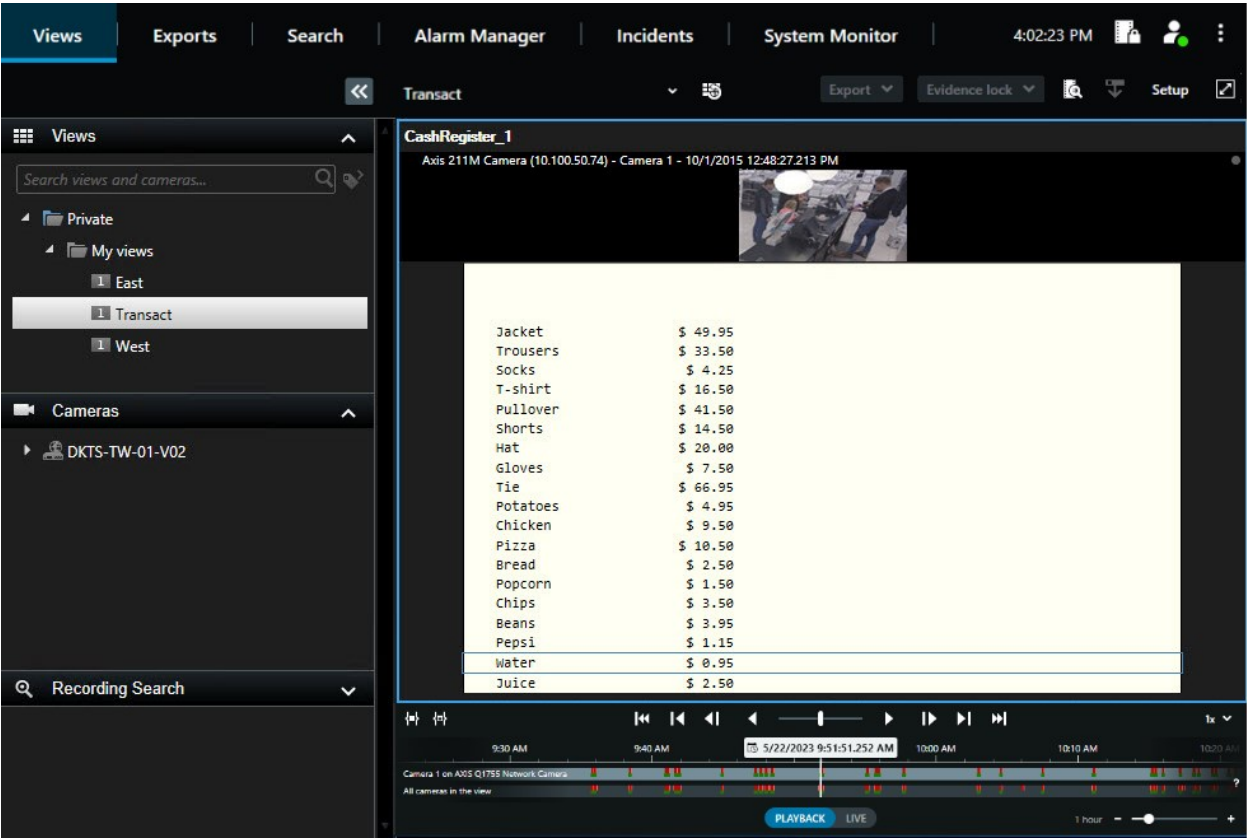 Views Exports Search Alarm Manager Incidents System Monitor 4:02:23 PM
Transact Export Evidence lock Setup
Views
Search views and cameras...
Private
My views
1 East
1 Transact
1 West
Cameras
DKTS-TW-01-V02
Recording Search
CashRegister_1
Axis 211M Camera (10.100.50.74) - Camera 1 - 10/1/2015 12:48:27.213 PM
Jacket $ 49.95
Trousers $ 33.50
Socks $ 4.25
T-shirt $ 16.50
Pullover $ 41.50
Shorts $ 14.50
Hat $ 20.00
Gloves $ 7.50
Tie $ 66.95
Potatoes $ 4.95
Chicken $ 9.50
Pizza $ 10.50
Bread $ 2.50
Popcorn $ 1.50
Chips $ 3.50
Beans $ 3.95
Pepsi $ 1.15
Water $ 0.95
Juice $ 2.50
1x
9:30 AM 9:40 AM 5/22/2023 9:51:51.252 AM 10:00 AM 10:10 AM 10:20 AM
Camera 1 on AXIS Q1755 Network Camera
All cameras in the view
?
PLAYBACK LIVE 1 hour - +